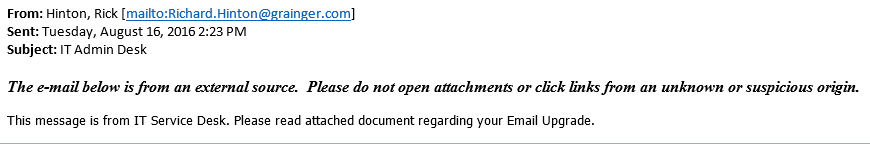 From: Hinton, Rick [mailto:Richard.Hinton@grainger.com]
Sent: Tuesday, August 16, 2016 2:23 PM
Subject: IT Admin Desk
The e-mail below is from an external source.  Please do not open attachments or click links from an unknown or suspicious origin.
This message is from IT Service Desk. Please read attached document regarding your Email Upgrade.